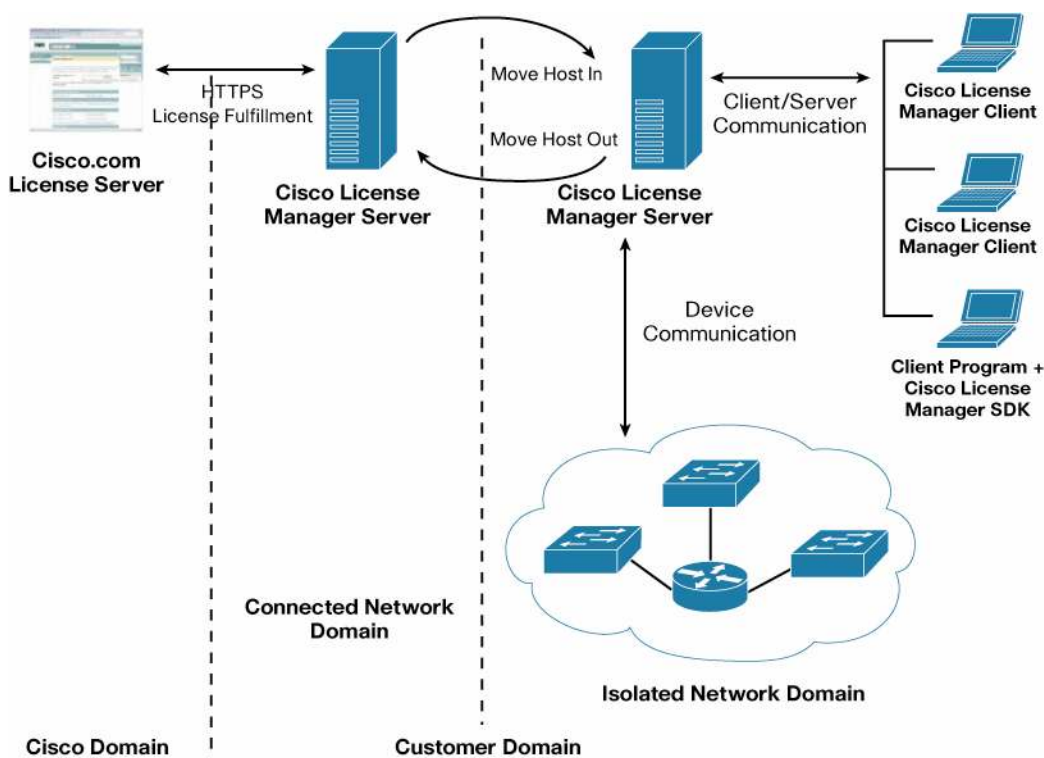 HTTPS
License Fulfillment
Cisco.com
License Server
Cisco License
Manager Server
Move Host In
Move Host Out
Cisco License
Manager Server
Client/Server
Communication
Cisco License
Manager Client
Cisco License
Manager Client
Client Program +
Cisco License
Manager SDK
Device
Communication
Connected Network
Domain
Isolated Network Domain
Cisco Domain
Customer Domain